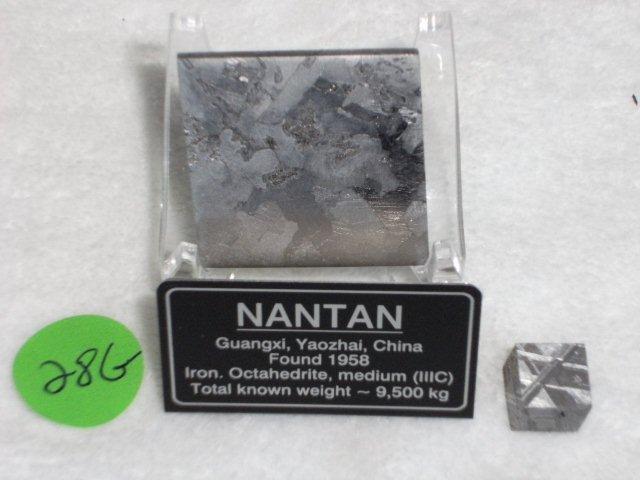 NANTAN
Guangxi, Yaozhai, China
Found 1958
Iron. Octahedrite, medium (IIIC)
Total known weight ~ 9,500 kg
28G